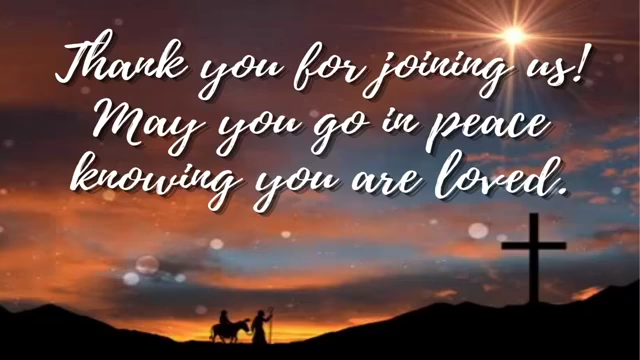 Thank you for joining us!
May you go in peace
knowing you are loved.